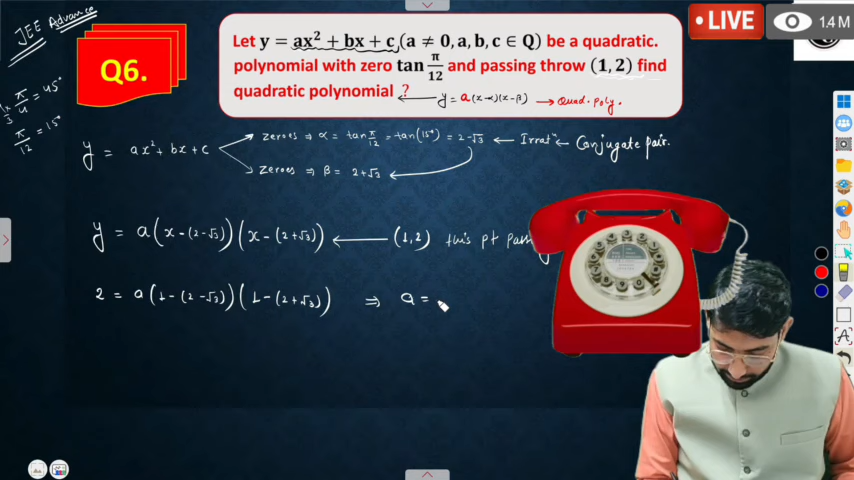 JEE Advance
LIVE
1.4 M
Q6.
Let y = ax² + bx + c, (a ≠ 0, a, b, c ∈ Q) be a quadratic.
polynomial with zero tan π/12 and passing throw (1, 2) find
quadratic polynomial ? ← y = a(x-α)(x-β) → Quad. Poly.
π/4 = 45°
π/12 = 15°
y = ax² + bx + c
zeroes ⇒ α = tan π/12 = tan(15°) = 2-√3 ← Irratⁿ ← Conjugate pair.
zeroes ⇒ β = 2+√3
y = a(x-(2-√3))(x-(2+√3)) ← (1,2) this pt
2 = a(1-(2-√3))(1-(2+√3)) ⇒ a =